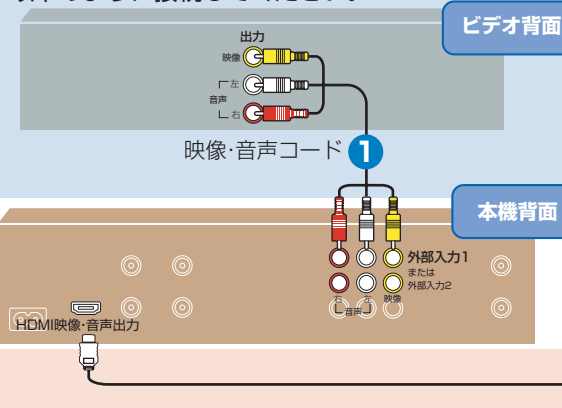 ビデオ背面
出力
映像
左
音声
右
映像・音声コード 1
本機背面
外部入力1
または
外部入力2
右 左 映像
音声
HDMI映像・音声出力